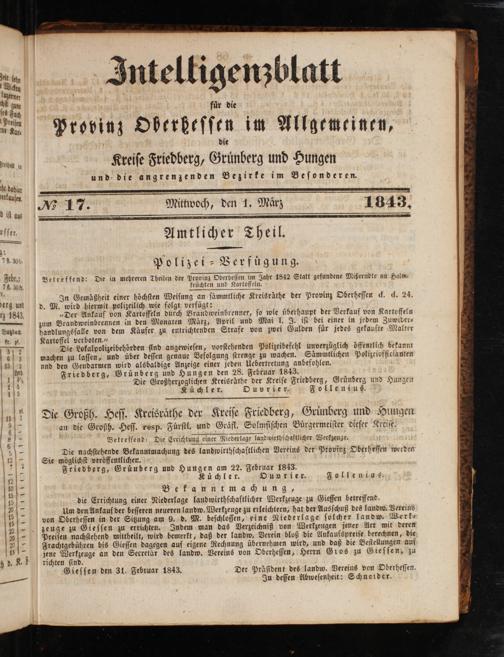 Intelligenzblatt
für die
Provinz Oberhessen im Allgemeinen,
die
Kreise Friedberg, Grünberg und Hungen
und die angrenzenden Bezirke im Besonderen.
№ 17. Mittwoch, den 1. März 1843.
Amtlicher Theil.
Polizei-Verfügung.
Betreffend: Die in mehreren Theilen der Provinz Oberhessen im Jahr 1842 Statt gefundene Mißerndte an Halm-
früchten und Kartoffeln.
In Gemäßheit einer höchsten Weisung an sämmtliche Kreisräthe der Provinz Oberhessen d. d. 24.
d. M. wird hiermit polizeilich wie folgt verfügt:
»Der Ankauf von Kartoffeln durch Brandweinbrenner, so wie überhaupt der Verkauf von Kartoffeln
zum Brandweinbrennen in den Monaten März, April und Mai l. J. ist bei einer in jedem Zuwider-
handlungsfalle von dem Käufer zu entrichtenden Strafe von zwei Gulden für jedes gekaufte Malter
Kartoffel verboten.«
Die Lokalpolizeibehörden sind angewiesen, vorstehenden Polizeibefehl unverzüglich öffentlich bekannt
machen zu lassen, und über dessen genaue Befolgung strenge zu wachen. Sämmtlichen Polizeiofficianten
und den Gendarmen wird alsbaldige Anzeige einer jeden Uebertretung anbefohlen.
Friedberg, Grünberg und Hungen den 28. Februar 1843.
Die Großherzoglichen Kreisräthe der Kreise Friedberg, Grünberg und Hungen
Küchler. Ouvrier. Follenius.
Die Großh. Hess. Kreisräthe der Kreise Friedberg, Grünberg und Hungen
an die Großh. Hess. resp. Fürstl. und Gräfl. Solmsischen Bürgermeister dieser Kreise.
Betreffend: Die Errichtung einer Niederlage landwirthschaftlicher Werkzeuge.
Die nachstehende Bekanntmachung des landwirthschaftlichen Vereins der Provinz Oberhessen werden
Sie möglichst veröffentlichen.
Friedberg, Grünberg und Hungen am 22. Februar 1843.
Küchler. Ouvrier. Follenius.
Bekanntmachung,
die Errichtung einer Niederlage landwirthschaftlicher Werkzeuge zu Giessen betreffend.
Um den Ankauf der besseren neueren landw. Werkzeuge zu erleichtern, hat der Ausschuß des landw. Vereins
von Oberhessen in der Sitzung am 9. d. M. beschlossen, eine Niederlage solcher landw. Werk-
zeuge zu Giessen zu errichten. Indem man das Verzeichniß von Werkzeugen jener Art mit deren
Preisen nachstehend mittheilt, wird bemerkt, daß der landw. Verein bloß die Ankaufspreise berechnen, die
Frachtgebühren bis Giessen dagegen auf eigene Rechnung übernehmen wird, und daß die Bestellungen auf
jene Werkzeuge an den Secretär des landw. Vereins von Oberhessen, Herrn Gros zu Giessen, zu
richten sind.
Giessen den 31. Februar 1843. Der Präsident des landw. Vereins von Oberhessen.
In dessen Abwesenheit: Schneider.